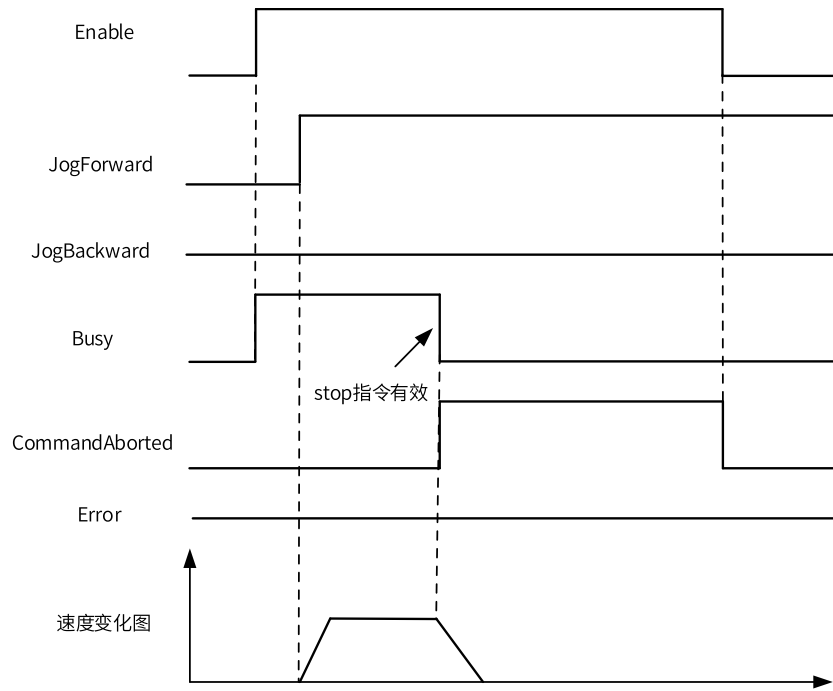 Enable
JogForward
JogBackward
Busy
stop指令有效
CommandAborted
Error
速度变化图